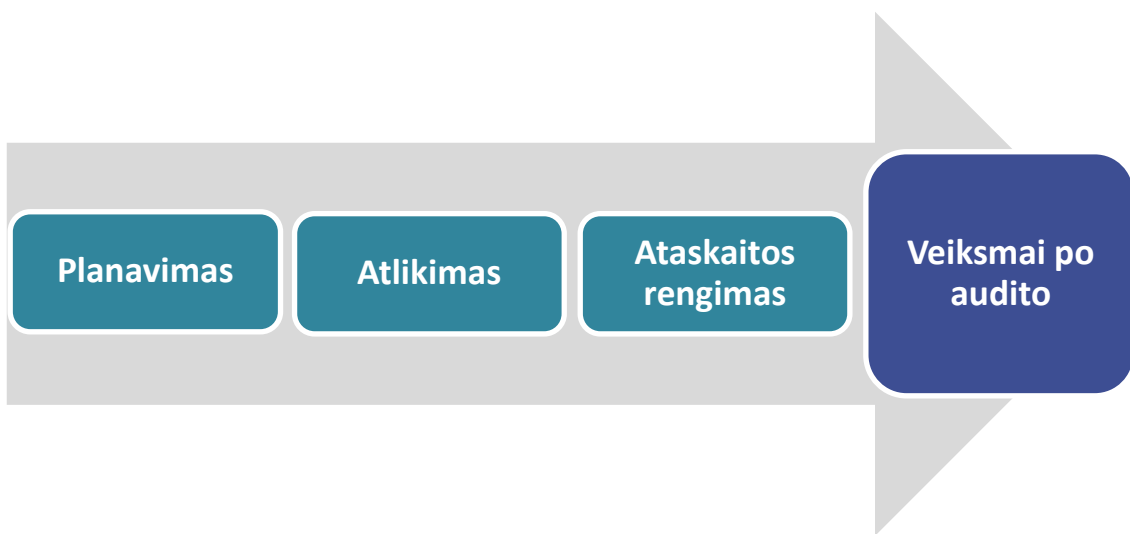 Planavimas
Atlikimas
Ataskaitos
rengimas
Veiksmai po
audito